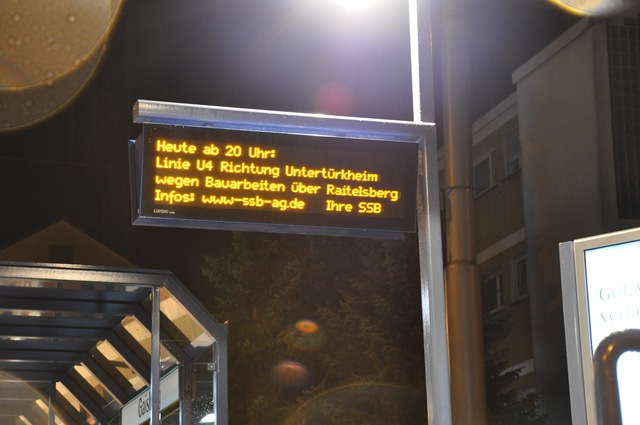 Heute ab 20 Uhr:
Linie U4 Richtung Untertürkheim
wegen Bauarbeiten über Raitelsberg
Infos: www-ssb-ag.de Ihre SSB